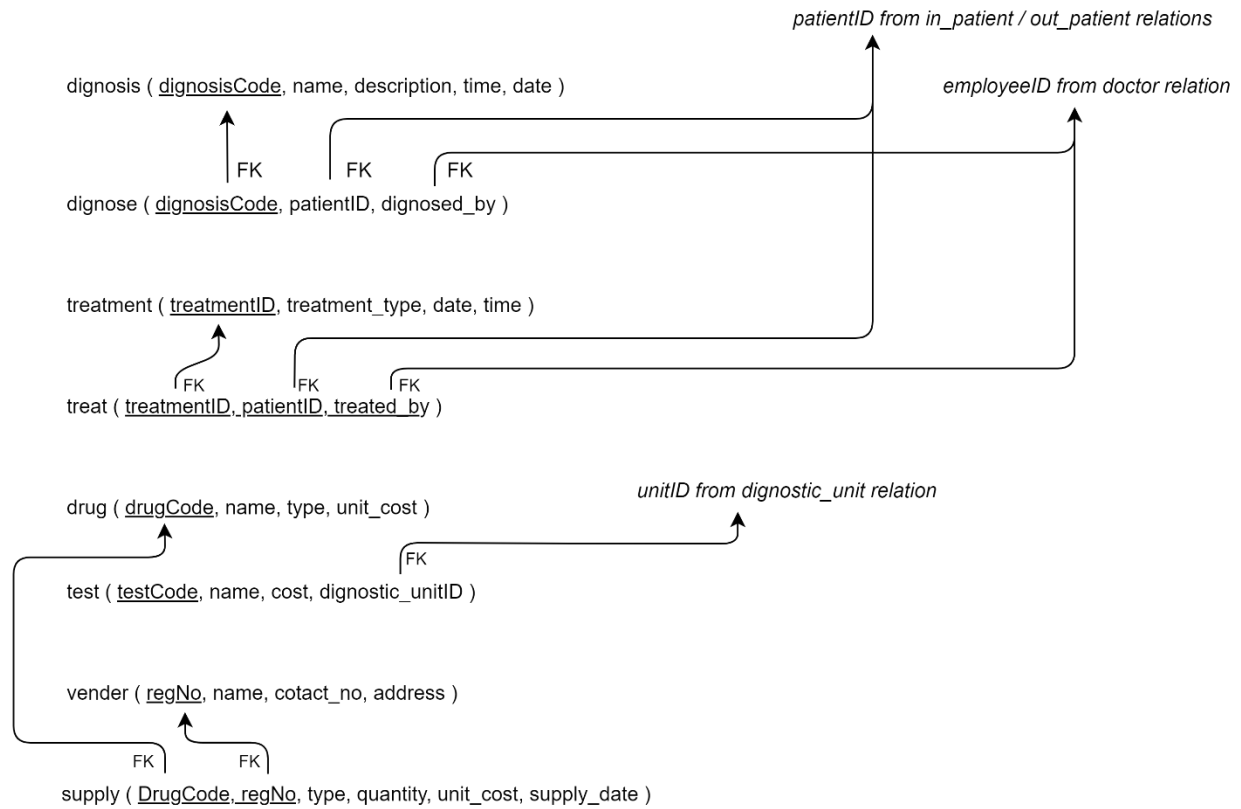 patientID from in_patient / out_patient relations
dignosis ( dignosisCode, name, description, time, date )
employeeID from doctor relation
FK FK FK
dignose ( dignosisCode, patientID, dignosed_by )
treatment ( treatmentID, treatment_type, date, time )
FK FK FK
treat ( treatmentID, patientID, treated_by )
unitID from dignostic_unit relation
drug ( drugCode, name, type, unit_cost )
FK
test ( testCode, name, cost, dignostic_unitID )
vender ( regNo, name, cotact_no, address )
FK FK
supply ( DrugCode, regNo, type, quantity, unit_cost, supply_date )